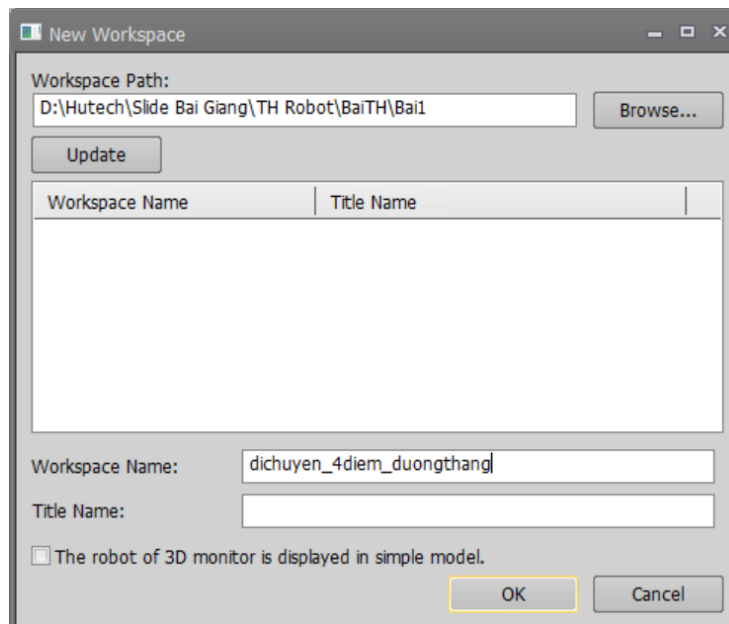 New Workspace
Workspace Path:
D:\Hutech\Slide Bai Giang\TH Robot\BaiTH\Bai1
Browse...
Update
Workspace Name Title Name
Workspace Name: dichuyen_4diem_duongthang
Title Name:
The robot of 3D monitor is displayed in simple model.
OK Cancel